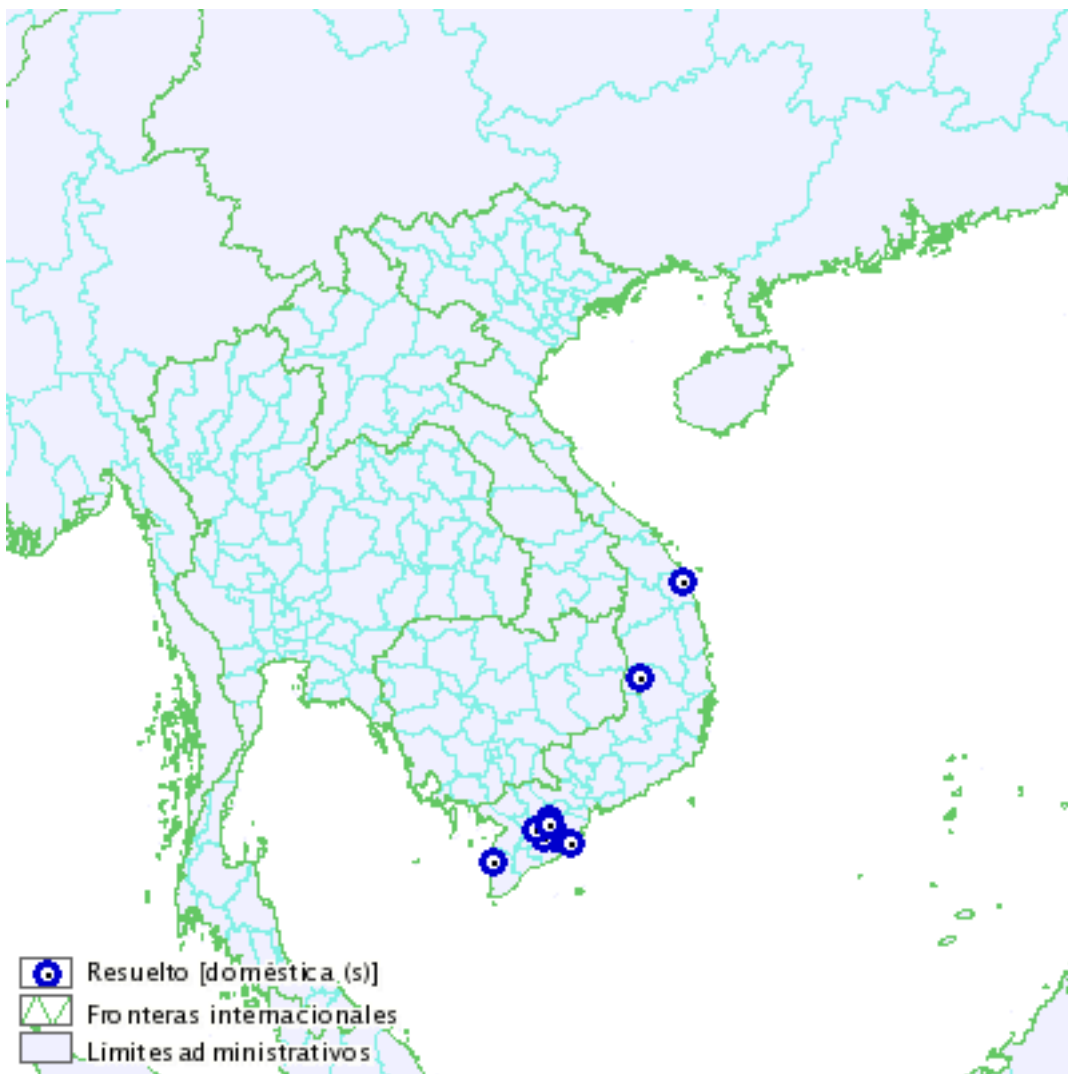 Resuelto [doméstica (s)]
Fronteras internacionales
Límites administrativos